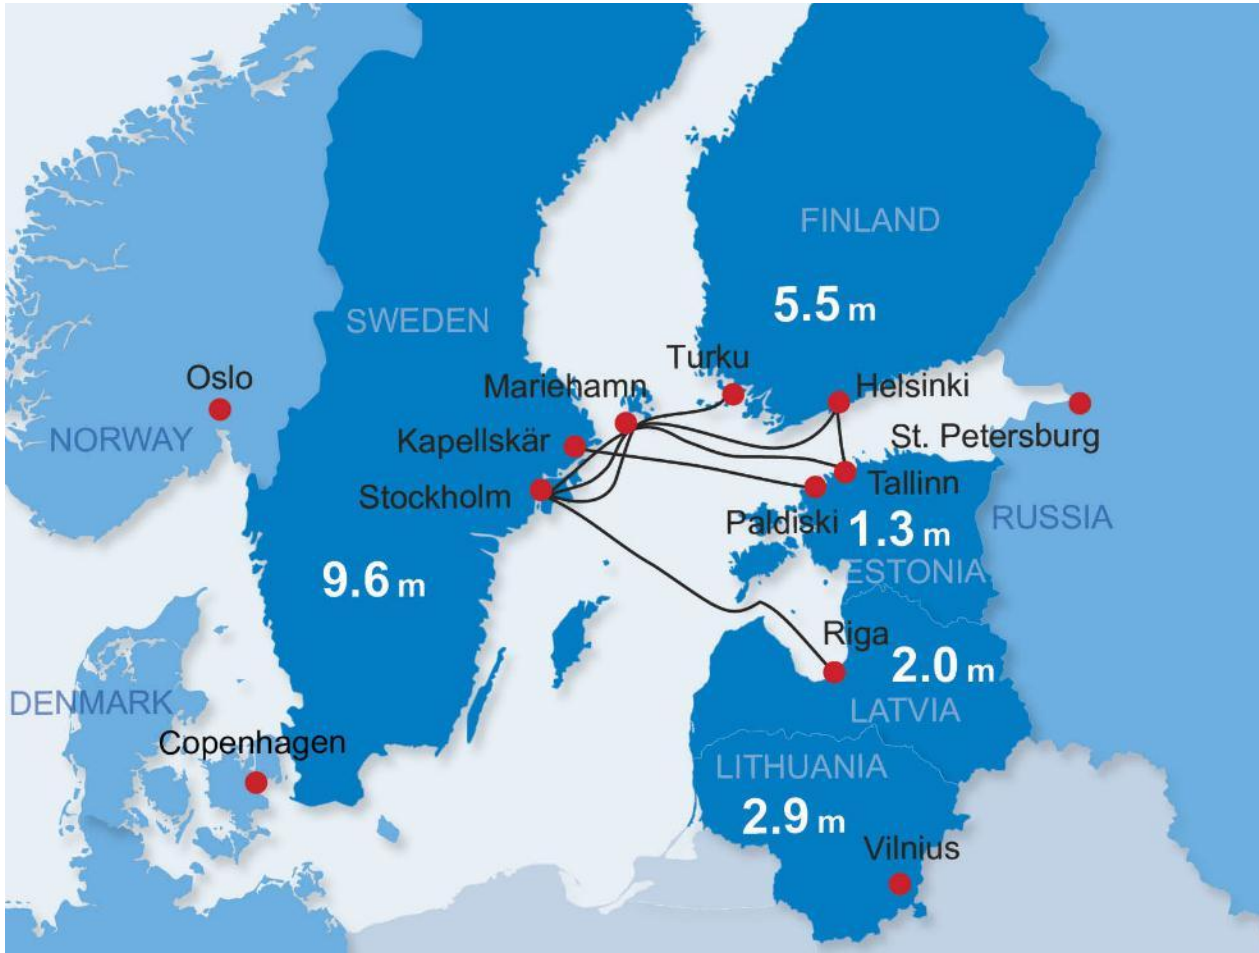 FINLAND
5.5 m
SWEDEN
Turku
Oslo
Mariehamn
Helsinki
NORWAY
Kapellskär
St. Petersburg
Stockholm
Tallinn
Paldiski
1.3 m
RUSSIA
9.6 m
ESTONIA
Riga
2.0 m
DENMARK
LATVIA
Copenhagen
LITHUANIA
2.9 m
Vilnius